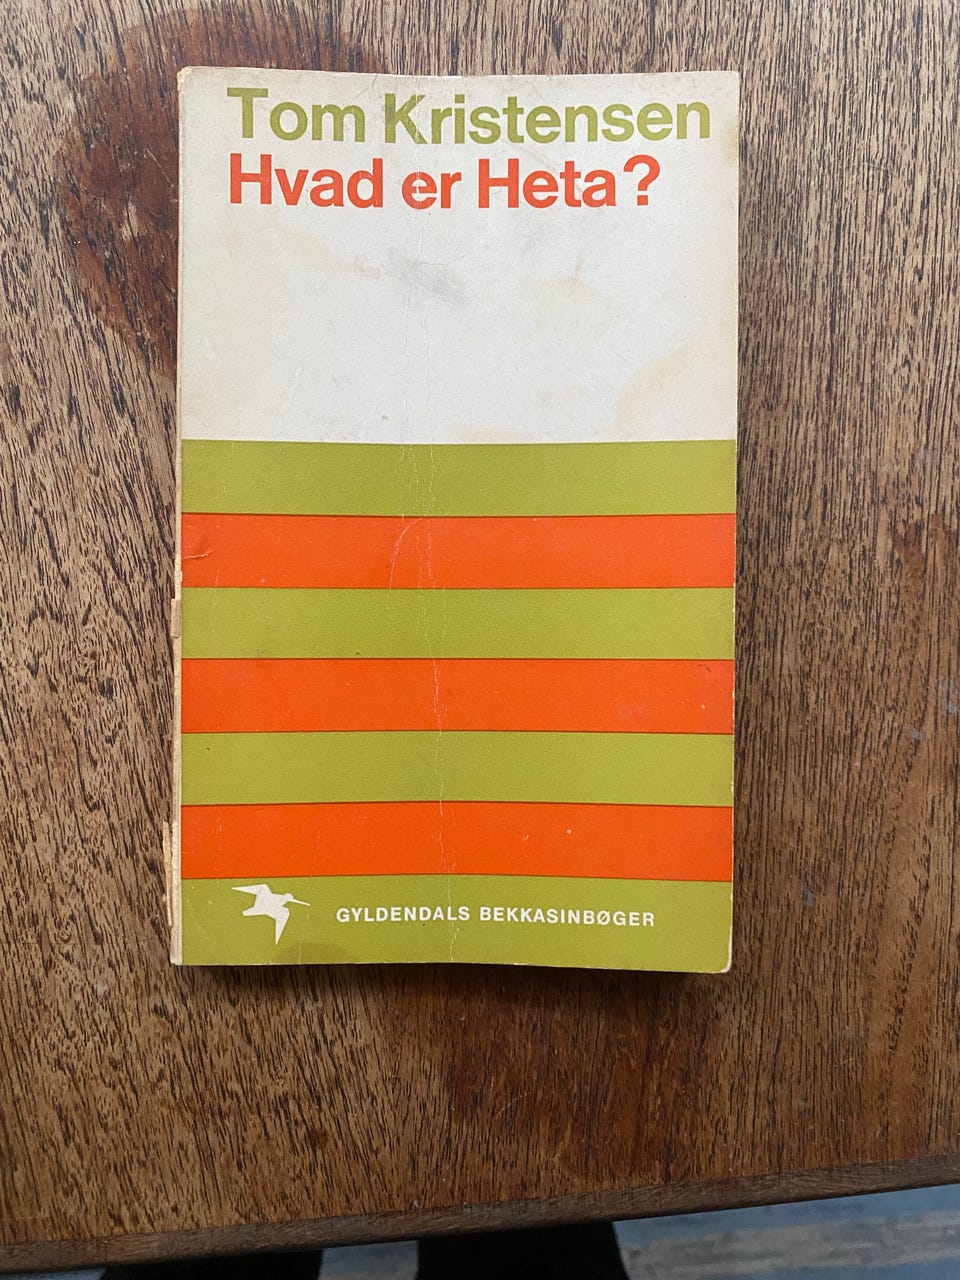 Tom Kristensen
Hvad er Heta?
GYLDENDALS BEKKASINBØGER